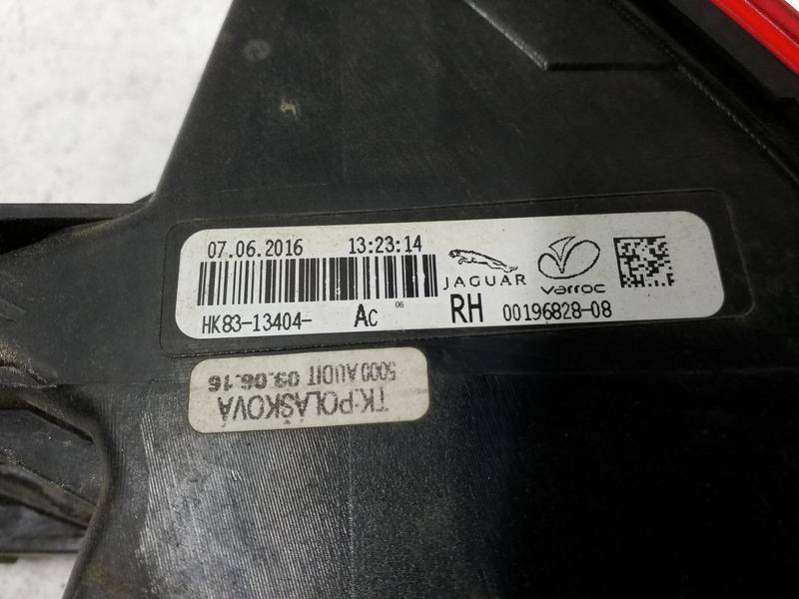 07.06.2016 13:23:14
JAGUAR varroc
HK83-13404- AC 06 RH 00196828-08
TK-POLÁŠKOVÁ
5000 AUDIT 09.06.16